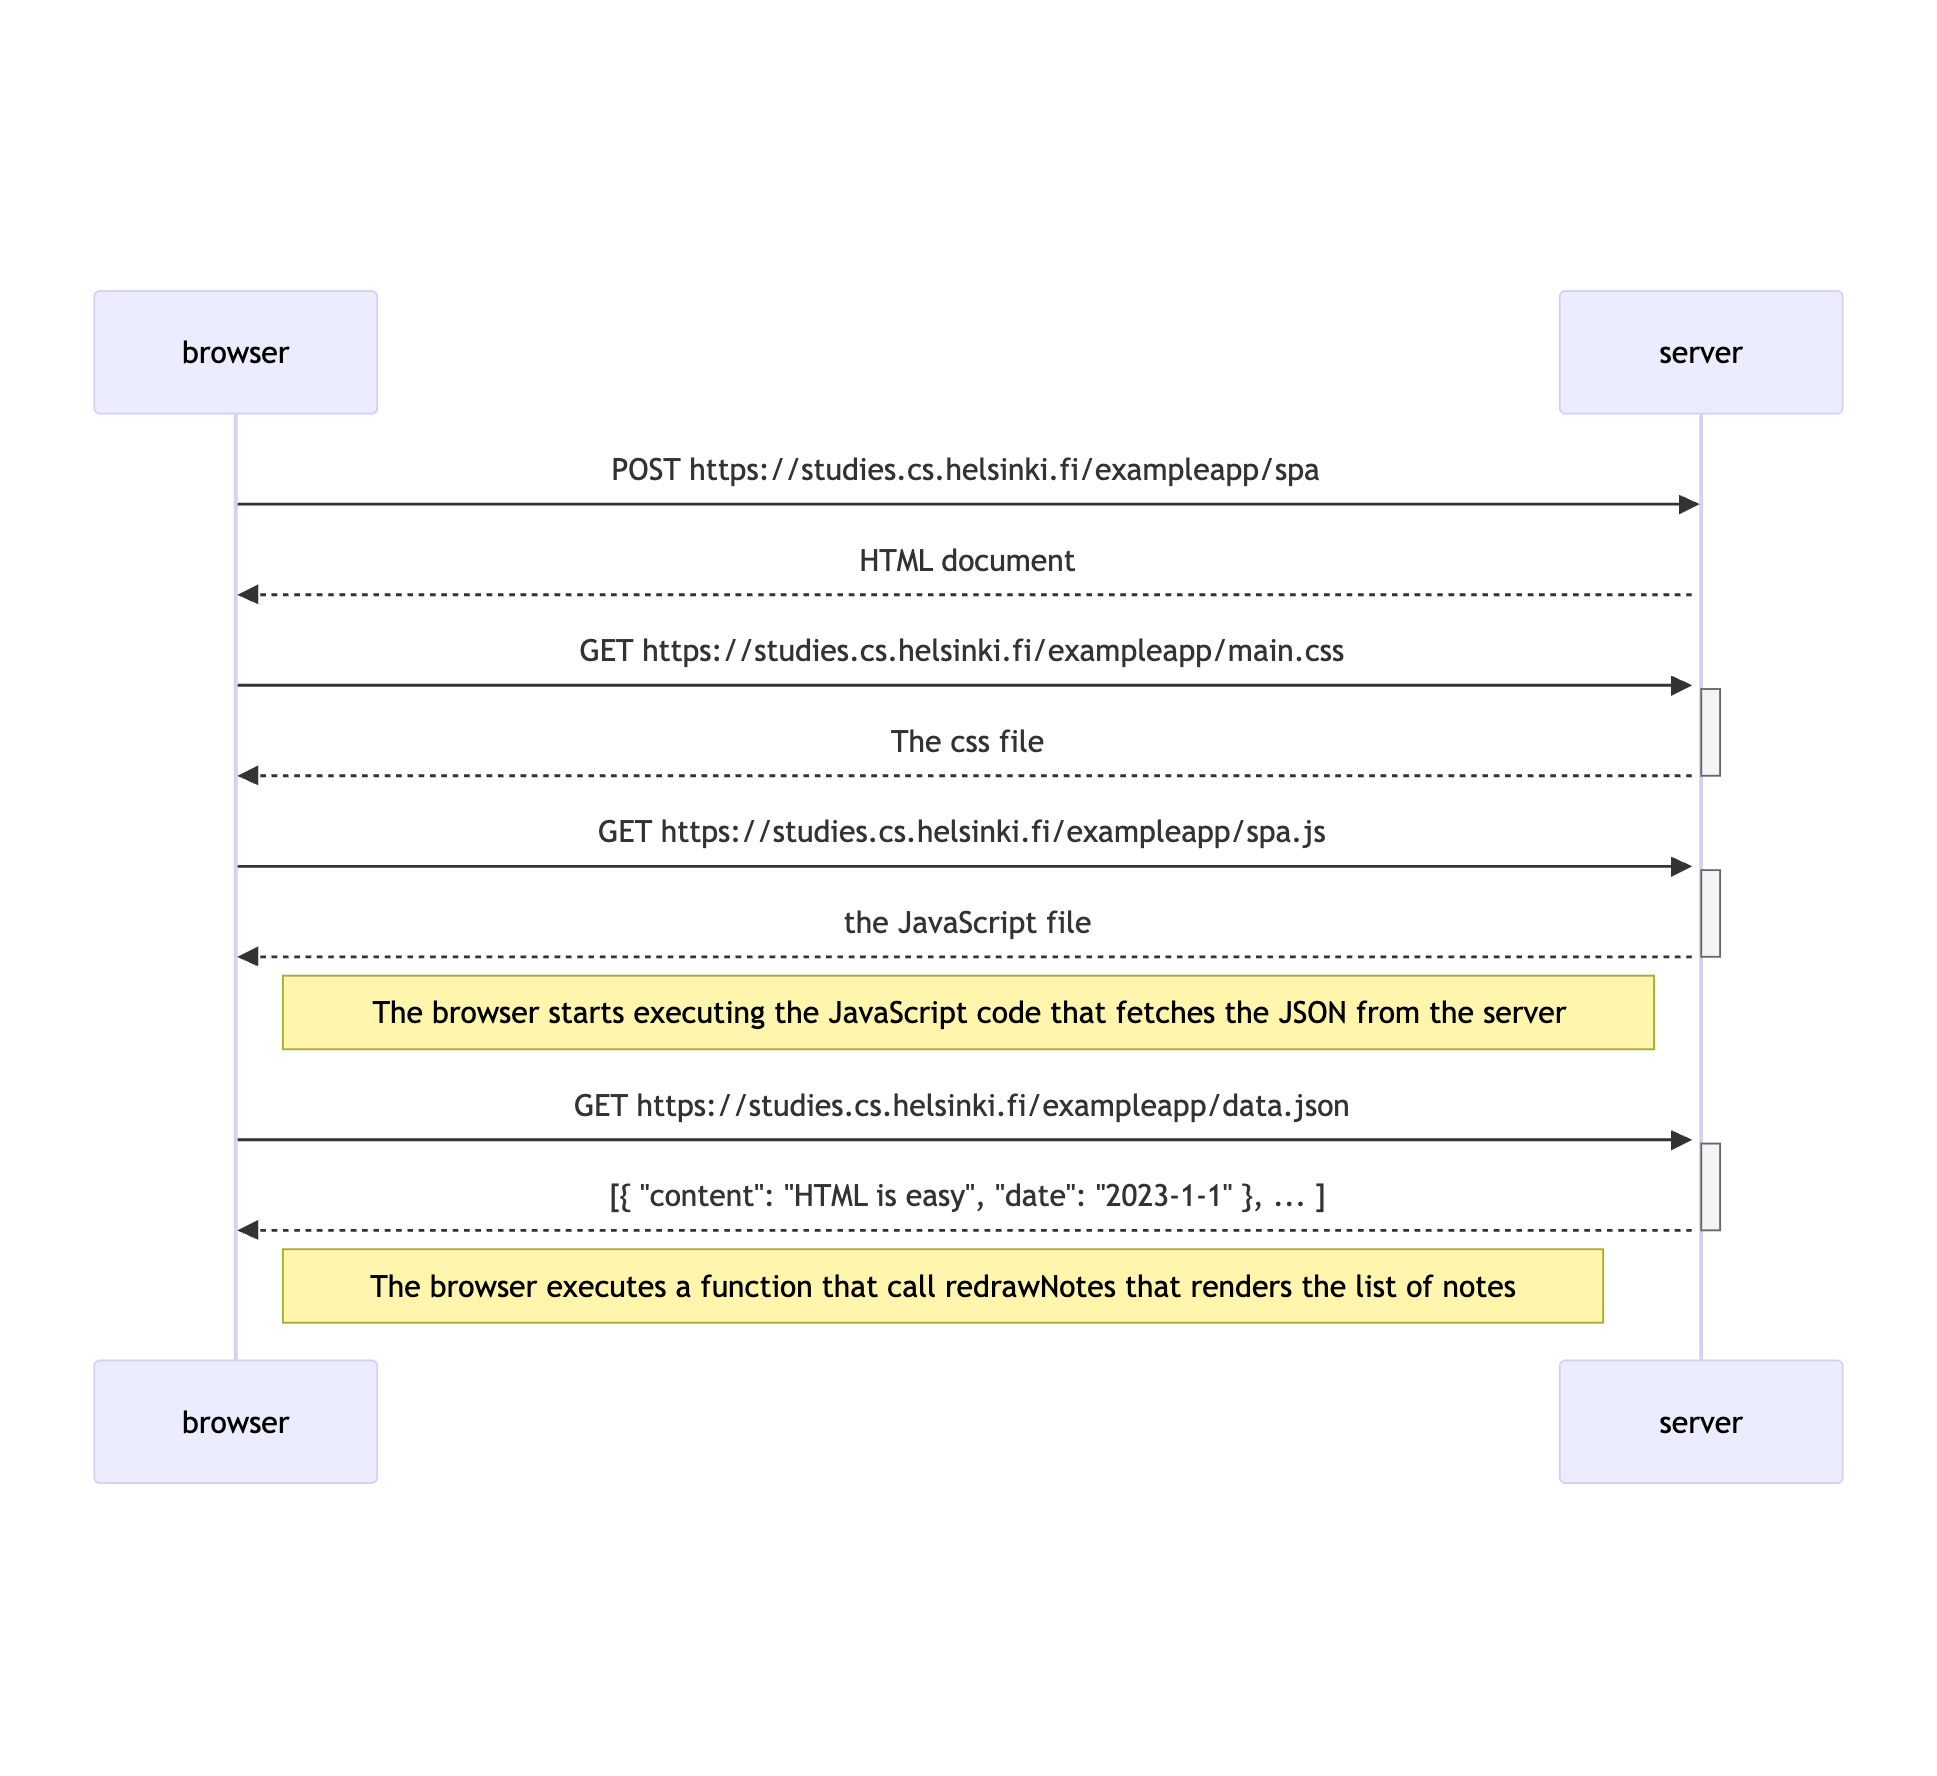 browser
server
POST https://studies.cs.helsinki.fi/exampleapp/spa
HTML document
GET https://studies.cs.helsinki.fi/exampleapp/main.css
The css file
GET https://studies.cs.helsinki.fi/exampleapp/spa.js
the JavaScript file
The browser starts executing the JavaScript code that fetches the JSON from the server
GET https://studies.cs.helsinki.fi/exampleapp/data.json
[{ "content": "HTML is easy", "date": "2023-1-1" }, ... ]
The browser executes a function that call redrawNotes that renders the list of notes
browser
server